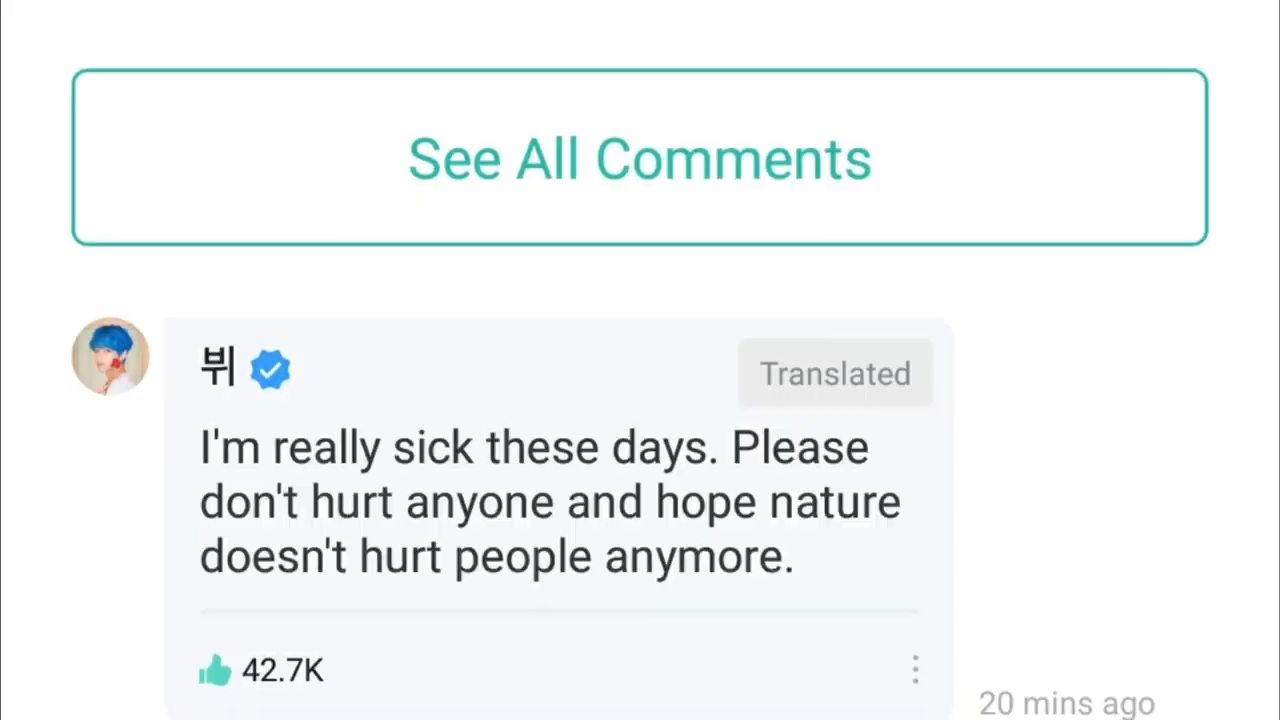 See All Comments
뷔
Translated
I'm really sick these days. Please
don't hurt anyone and hope nature
doesn't hurt people anymore.
42.7K
20 mins ago